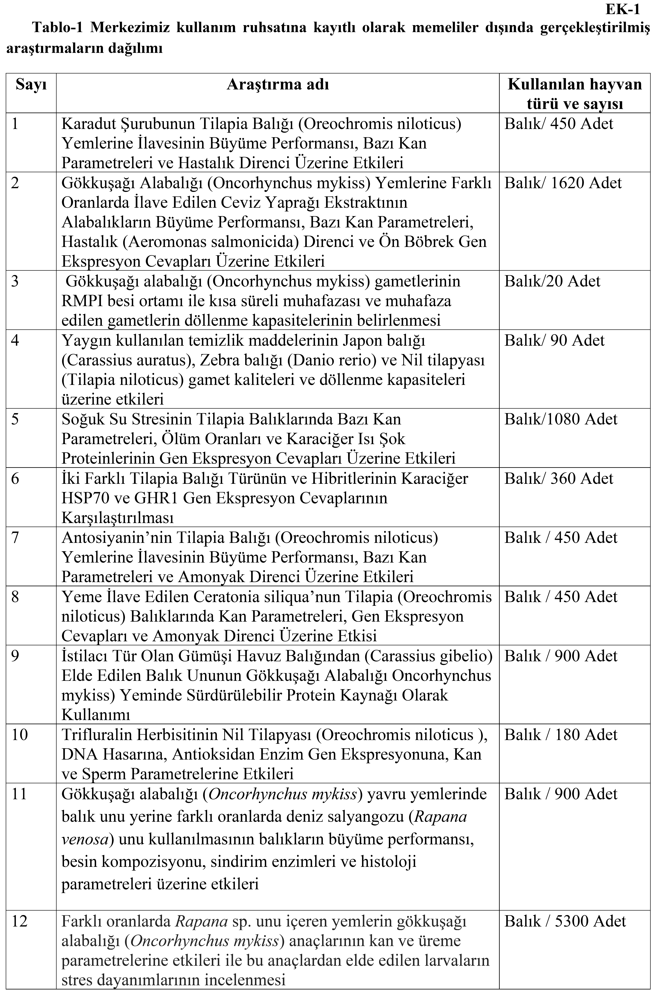 EK-1
Tablo-1 Merkezimiz kullanım ruhsatına kayıtlı olarak memeliler dışında gerçekleştirilmiş
araştırmaların dağılımı
Sayı
Araştırma adı
Kullanılan hayvan
türü ve sayısı
1
Karadut Şurubunun Tilapia Balığı (Oreochromis niloticus)
Yemlerine İlavesinin Büyüme Performansı, Bazı Kan
Parametreleri ve Hastalık Direnci Üzerine Etkileri
Balık/ 450 Adet
2
Gökkuşağı Alabalığı (Oncorhynchus mykiss) Yemlerine Farklı
Oranlarda İlave Edilen Ceviz Yaprağı Ekstraktının
Alabalıkların Büyüme Performansı, Bazı Kan Parametreleri,
Hastalık (Aeromonas salmonicida) Direnci ve Ön Böbrek Gen
Ekspresyon Cevapları Üzerine Etkileri
Balık/ 1620 Adet
3
Gökkuşağı alabalığı (Oncorhynchus mykiss) gametlerinin
RMPI besi ortamı ile kısa süreli muhafazası ve muhafaza
edilen gametlerin döllenme kapasitelerinin belirlenmesi
Balık/20 Adet
4
Yaygın kullanılan temizlik maddelerinin Japon balığı
(Carassius auratus), Zebra balığı (Danio rerio) ve Nil tilapyası
(Tilapia niloticus) gamet kaliteleri ve döllenme kapasiteleri
üzerine etkileri
Balık/ 90 Adet
5
Soğuk Su Stresinin Tilapia Balıklarında Bazı Kan
Parametreleri, Ölüm Oranları ve Karaciğer Isı Şok
Proteinlerinin Gen Ekspresyon Cevapları Üzerine Etkileri
Balık/1080 Adet
6
İki Farklı Tilapia Balığı Türünün ve Hibritlerinin Karaciğer
HSP70 ve GHR1 Gen Ekspresyon Cevaplarının
Karşılaştırılması
Balık/ 360 Adet
7
Antosiyanin’nin Tilapia Balığı (Oreochromis niloticus)
Yemlerine İlavesinin Büyüme Performansı, Bazı Kan
Parametreleri ve Amonyak Direnci Üzerine Etkileri
Balık / 450 Adet
8
Yeme İlave Edilen Ceratonia siliqua’nun Tilapia (Oreochromis
niloticus) Balıklarında Kan Parametreleri, Gen Ekspresyon
Cevapları ve Amonyak Direnci Üzerine Etkisi
Balık / 450 Adet
9
İstilacı Tür Olan Gümüşi Havuz Balığından (Carassius gibelio)
Elde Edilen Balık Ununun Gökkuşağı Alabalığı Oncorhynchus
mykiss) Yeminde Sürdürülebilir Protein Kaynağı Olarak
Kullanımı
Balık / 900 Adet
10
Trifluralin Herbisitinin Nil Tilapyası (Oreochromis niloticus ),
DNA Hasarına, Antioksidan Enzim Gen Ekspresyonuna, Kan
ve Sperm Parametrelerine Etkileri
Balık / 180 Adet
11
Gökkuşağı alabalığı (Oncorhynchus mykiss) yavru yemlerinde
balık unu yerine farklı oranlarda deniz salyangozu (Rapana
venosa) unu kullanılmasının balıkların büyüme performansı,
besin kompozisyonu, sindirim enzimleri ve histoloji
parametreleri üzerine etkileri
Balık / 900 Adet
12
Farklı oranlarda Rapana sp. unu içeren yemlerin gökkuşağı
alabalığı (Oncorhynchus mykiss) anaçlarının kan ve üreme
parametrelerine etkileri ile bu anaçlardan elde edilen larvaların
stres dayanımlarının incelenmesi
Balık / 5300 Adet